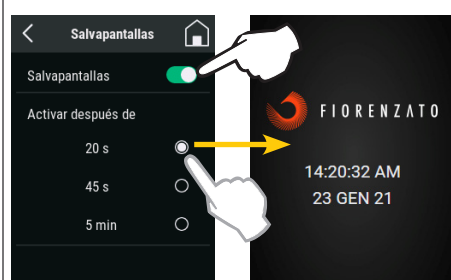 Salvapantallas
Salvapantallas
Activar después de
20 s
45 s
5 min
FIORENZATO
14:20:32 AM
23 GEN 21